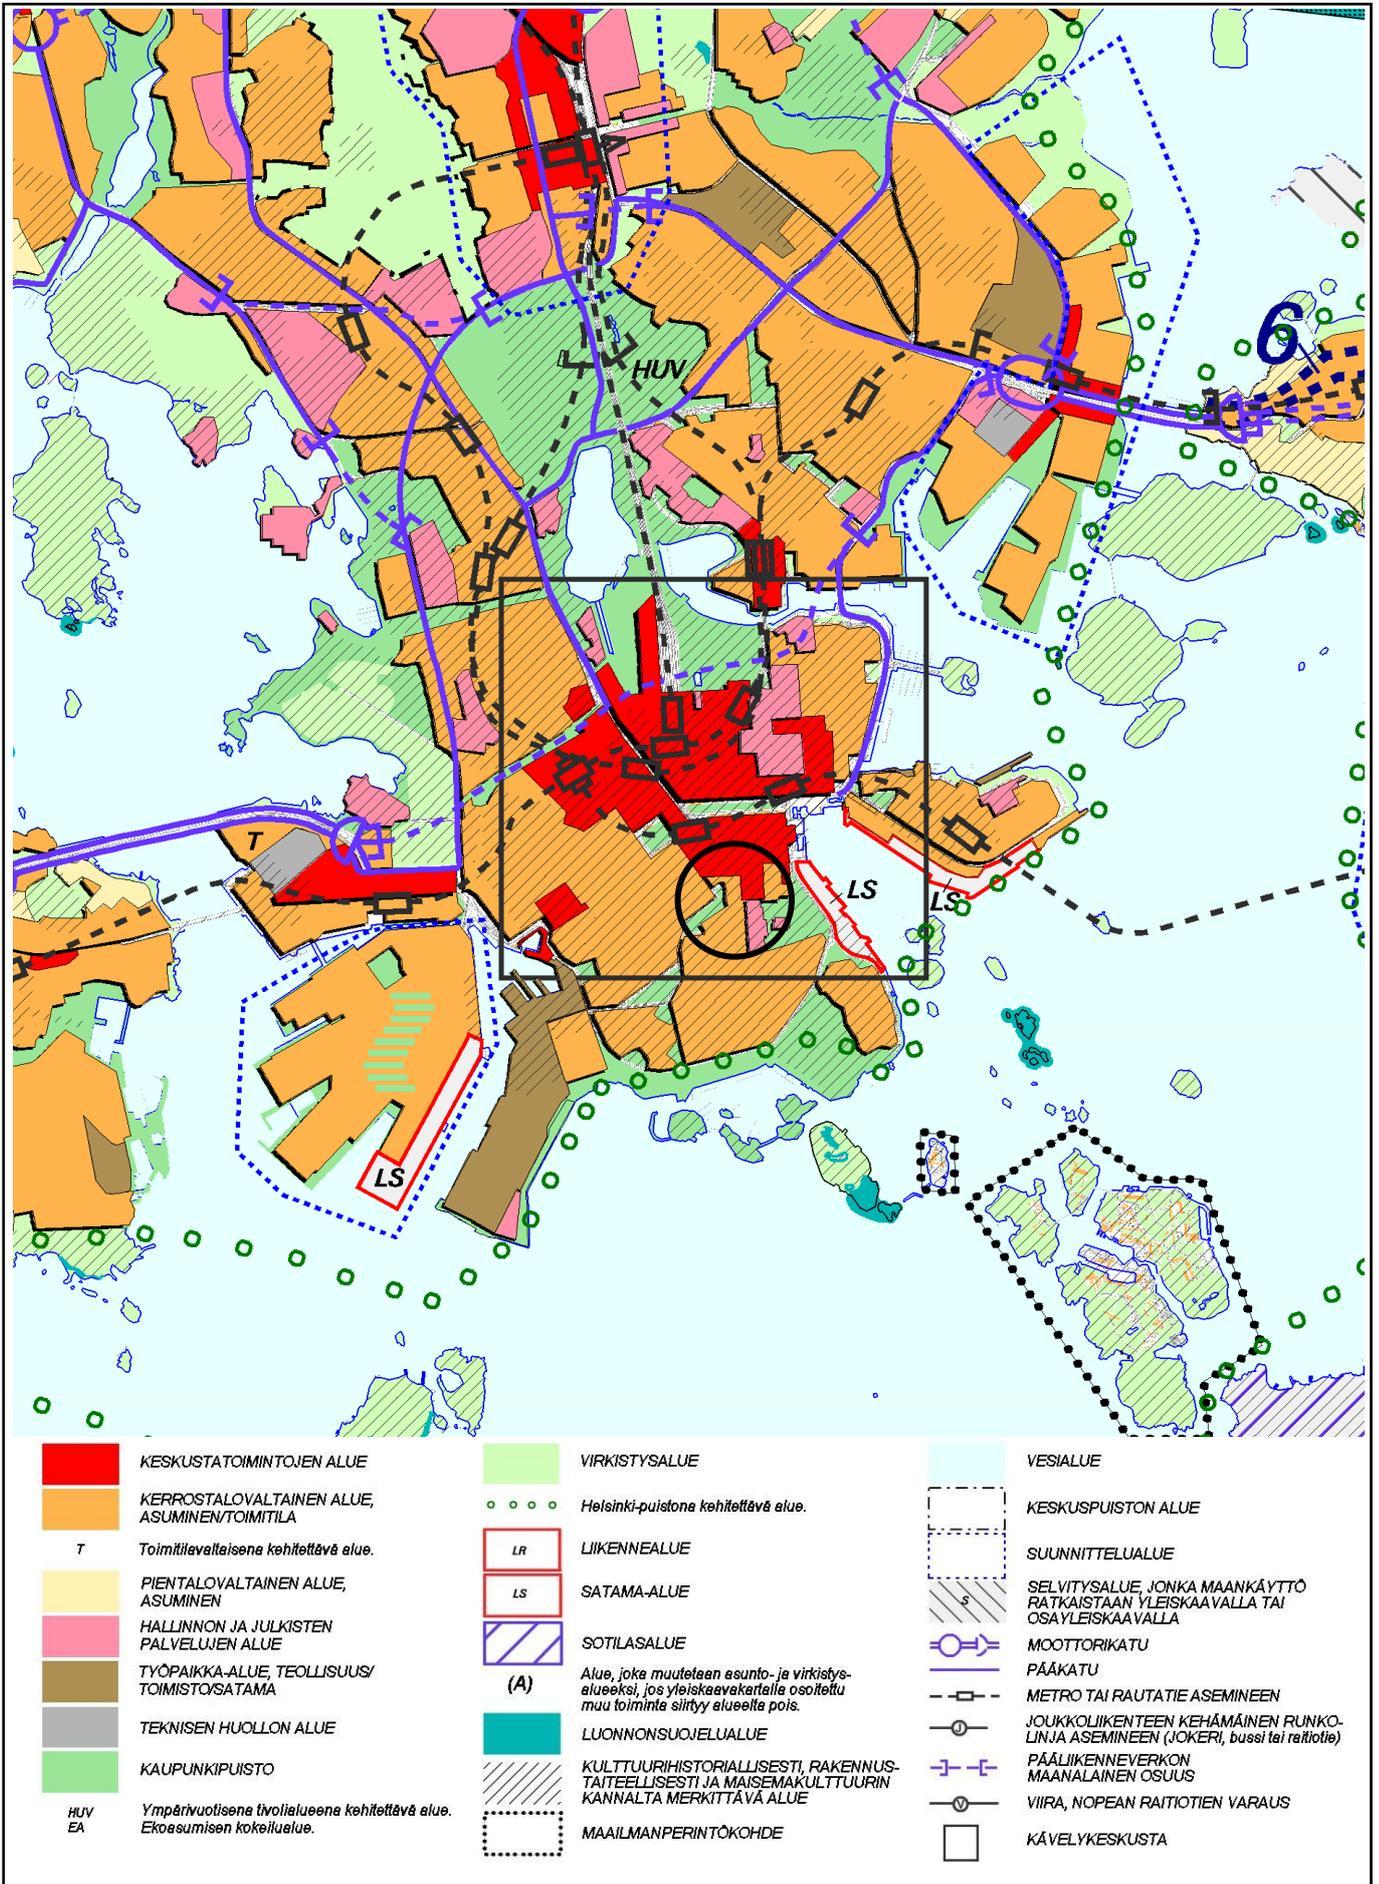 6
HUV
T
LS
LS
LS
KESKUSTATOIMINTOJEN ALUE
KERROSTALOVALTAINEN ALUE,
ASUMINEN/TOIMITILA
T Toimitilavaltaisena kehitettävä alue.
PIENTALOVALTAINEN ALUE,
ASUMINEN
HALLINNON JA JULKISTEN
PALVELUJEN ALUE
TYÖPAIKKA-ALUE, TEOLLISUUS/
TOIMISTO/SATAMA
TEKNISEN HUOLLON ALUE
KAUPUNKIPUISTO
HUV Ympärivuotisena tivolialueena kehitettävä alue.
EA Ekoasumisen kokeilualue.
VIRKISTYSALUE
Helsinki-puistona kehitettävä alue.
LR LIIKENNEALUE
LS SATAMA-ALUE
SOTILASALUE
(A) Alue, joka muutetaan asunto- ja virkistys-
alueeksi, jos yleiskaavakartalla osoitettu
muu toiminta siirtyy alueelta pois.
LUONNONSUOJELUALUE
KULTTUURIHISTORIALLISESTI, RAKENNUS-
TAITEELLISESTI JA MAISEMAKULTTUURIN
KANNALTA MERKITTÄVÄ ALUE
MAAILMANPERINTÖKOHDE
VESIALUE
KESKUSPUISTON ALUE
SUUNNITTELUALUE
S SELVITYSALUE, JONKA MAANKÄYTTÖ
RATKAISTAAN YLEISKAAVALLA TAI
OSAYLEISKAAVALLA
MOOTTORIKATU
PÄÄKATU
METRO TAI RAUTATIE ASEMINEEN
J JOUKKOLIIKENTEEN KEHÄMÄINEN RUNKO-
LINJA ASEMINEEN (JOKERI, bussi tai raitiotie)
PÄÄLIIKENNEVERKON
MAANALAINEN OSUUS
V VIIRA, NOPEAN RAITIOTIEN VARAUS
KÄVELYKESKUSTA